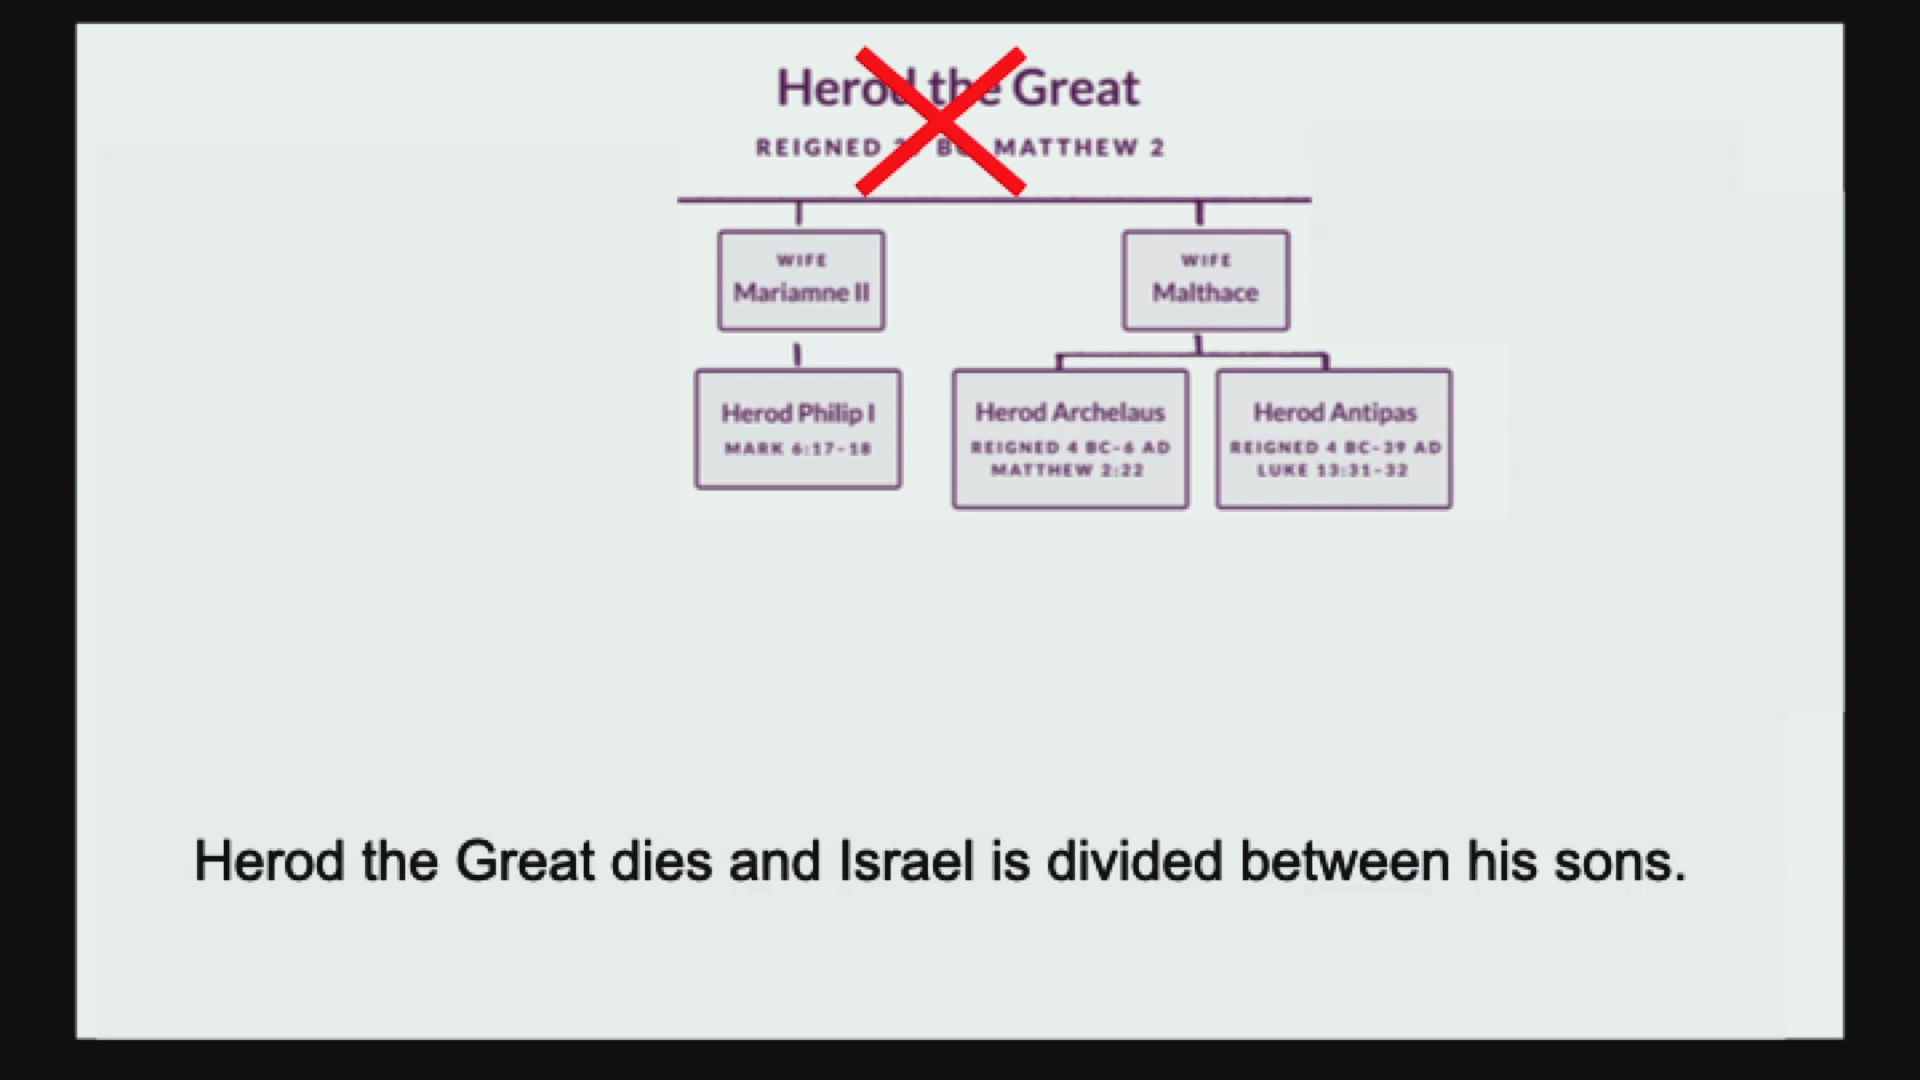 Herod the Great
REIGNED BC MATTHEW 2
WIFE
Mariamne II
WIFE
Malthace
Herod Philip I
MARK 6:17-18
Herod Archelaus
REIGNED 4 BC-6 AD
MATTHEW 2:22
Herod Antipas
REIGNED 4 BC-39 AD
LUKE 13:31-32
Herod the Great dies and Israel is divided between his sons.